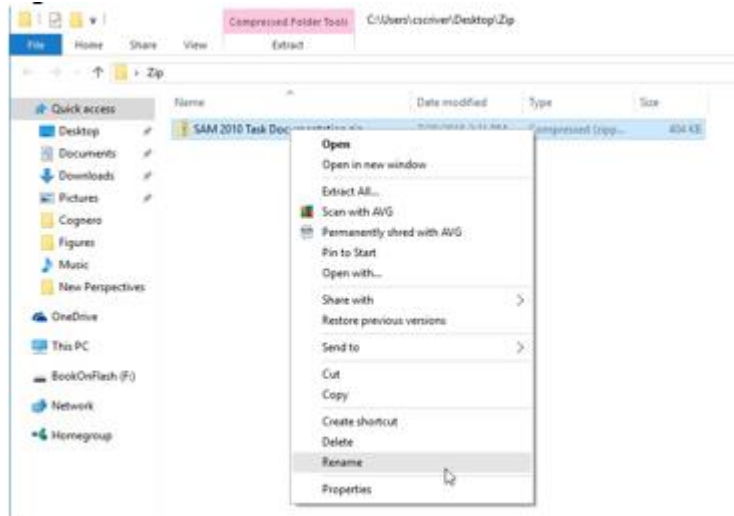 Compressed Folder Tools C:\Users\cscriver\Desktop\Zip
File Home Share View Extract
Zip
Name Date modified Type Size
SAM 2010 Task Documentation.zip Compressed (zipp... 404 KB
Quick access
Desktop
Documents
Downloads
Pictures
Cognero
Figures
Music
New Perspectives
OneDrive
This PC
BookOnFlash (F:)
Network
Homegroup
Open
Open in new window
Extract All...
Scan with AVG
Permanently shred with AVG
Pin to Start
Open with...
Share with
Restore previous versions
Send to
Cut
Copy
Create shortcut
Delete
Rename
Properties